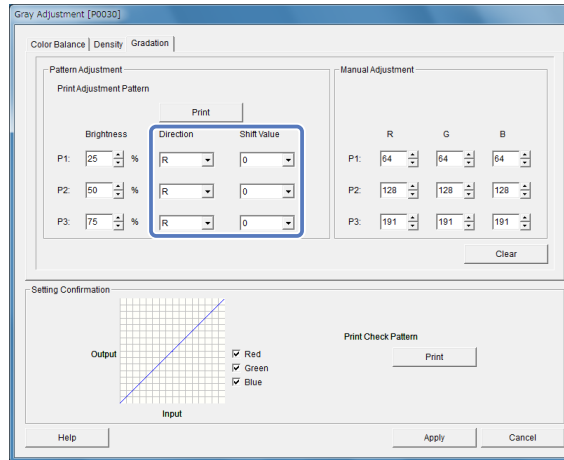 Gray Adjustment [P0030]
Color Balance Density Gradation
Pattern Adjustment
Print Adjustment Pattern
Print
Brightness Direction Shift Value
P1: 25 % R 0
P2: 50 % R 0
P3: 75 % R 0
Manual Adjustment
R G B
P1: 64 64 64
P2: 128 128 128
P3: 191 191 191
Clear
Setting Confirmation
Output
Input
Red
Green
Blue
Print Check Pattern
Print
Help Apply Cancel